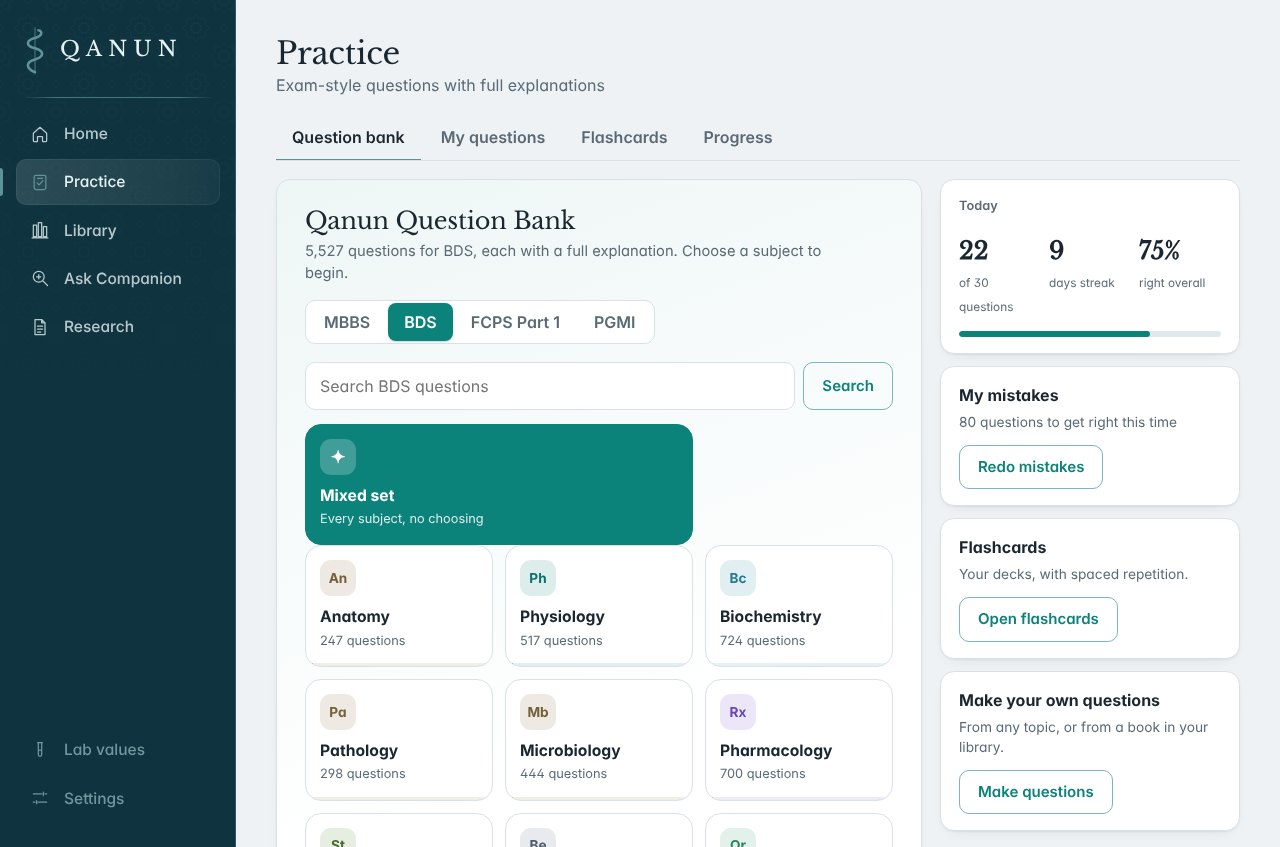 QANUN
Home
Practice
Library
Ask Companion
Research
Lab values
Settings
Practice
Exam-style questions with full explanations
Question bank
My questions
Flashcards
Progress
Qanun Question Bank
5,527 questions for BDS, each with a full explanation. Choose a subject to
begin.
MBBS
BDS
FCPS Part 1
PGMI
Search BDS questions
Search
Mixed set
Every subject, no choosing
An
Anatomy
247 questions
Ph
Physiology
517 questions
Bc
Biochemistry
724 questions
Pa
Pathology
298 questions
Mb
Microbiology
444 questions
Rx
Pharmacology
700 questions
St
Be
Or
Today
22
of 30
questions
9
days streak
75%
right overall
My mistakes
80 questions to get right this time
Redo mistakes
Flashcards
Your decks, with spaced repetition.
Open flashcards
Make your own questions
From any topic, or from a book in your
library.
Make questions